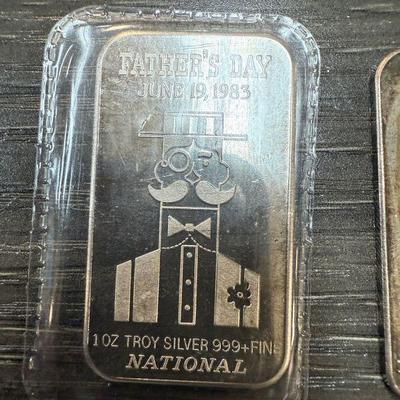 FATHER'S DAY
JUNE 19, 1983
1 OZ TROY SILVER 999+FINE
NATIONAL